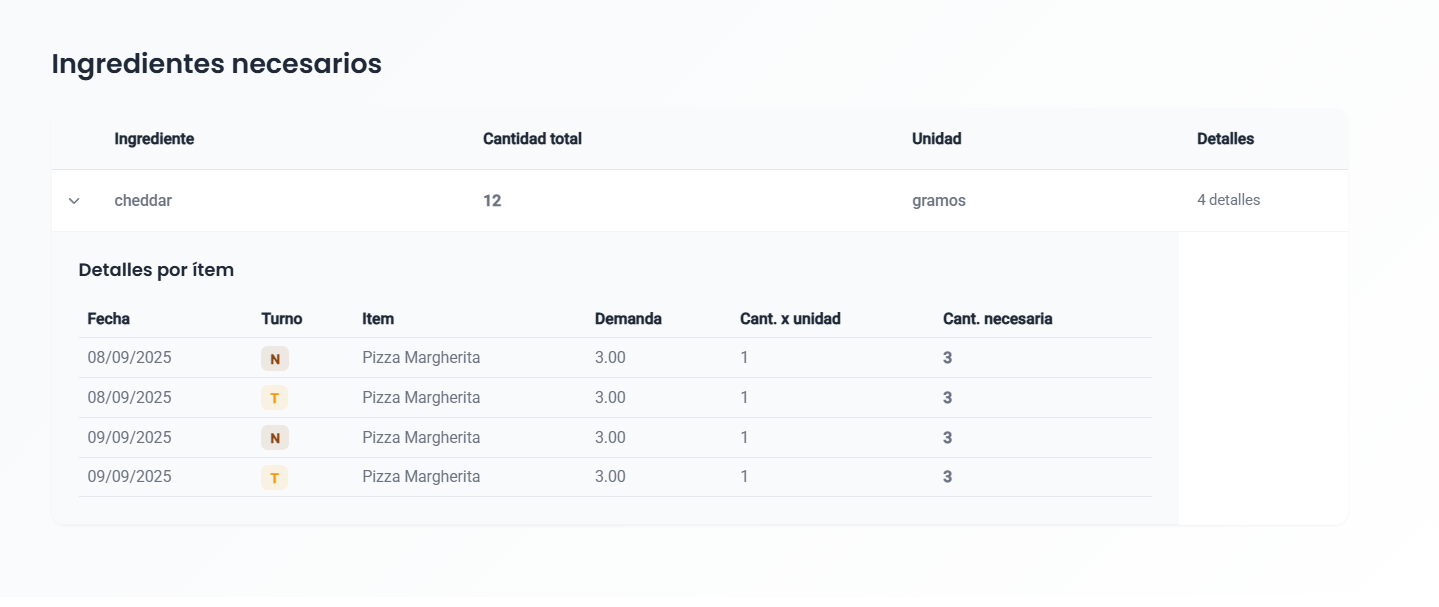 Ingredientes necesarios
Ingrediente Cantidad total Unidad Detalles
cheddar 12 gramos 4 detalles
Detalles por ítem
Fecha Turno Item Demanda Cant. x unidad Cant. necesaria
08/09/2025 N Pizza Margherita 3.00 1 3
08/09/2025 T Pizza Margherita 3.00 1 3
09/09/2025 N Pizza Margherita 3.00 1 3
09/09/2025 T Pizza Margherita 3.00 1 3